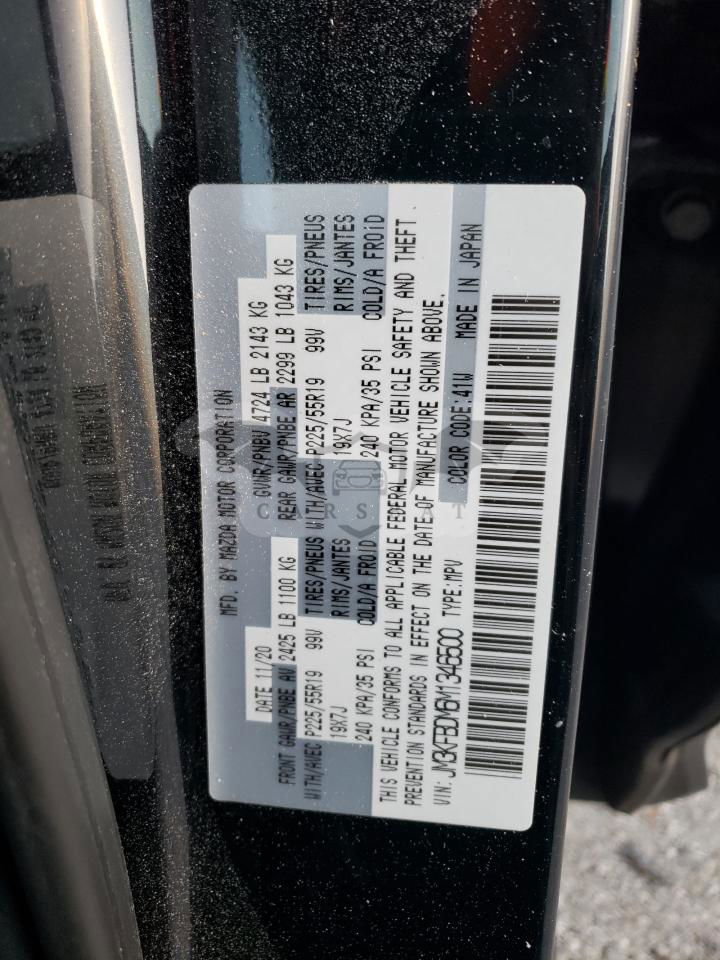 MFD. BY MAZDA MOTOR CORPORATION
DATE 11/20 GVWR/PNBV 4724 LB 2143 KG
FRONT GAWR/PNBE AV 2425 LB 1100 KG REAR GAWR/PNBE AR 2299 LB 1043 KG
WITH/AVEC P225/55R19 99V TIRES/PNEUS WITH/AVEC P225/55R19 99V TIRES/PNEUS
19X7J RIMS/JANTES 19X7J RIMS/JANTES
240 KPA/35 PSI COLD/A FROID 240 KPA/35 PSI COLD/A FROID
THIS VEHICLE CONFORMS TO ALL APPLICABLE FEDERAL MOTOR VEHICLE SAFETY AND THEFT
PREVENTION STANDARDS IN EFFECT ON THE DATE OF MANUFACTURE SHOWN ABOVE.
VIN: JM3KFBDM6M1346500 TYPE: MPV COLOR CODE: 41W MADE IN JAPAN